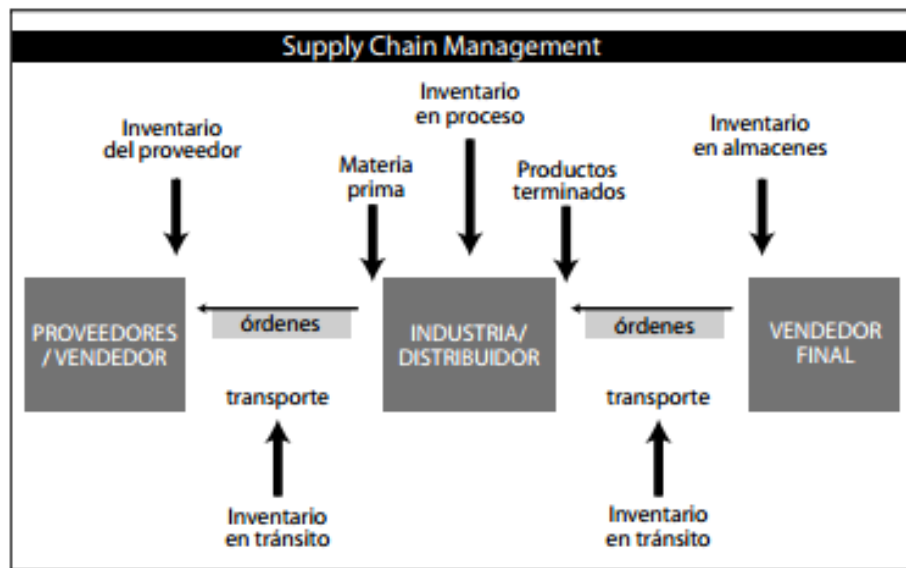 Supply Chain Management
Inventario
en proceso
Inventario
del proveedor
Inventario
en almacenes
Materia
prima
Productos
terminados
PROVEEDORES
/ VENDEDOR
órdenes
INDUSTRIA/
DISTRIBUIDOR
órdenes
VENDEDOR
FINAL
transporte
transporte
Inventario
en tránsito
Inventario
en tránsito